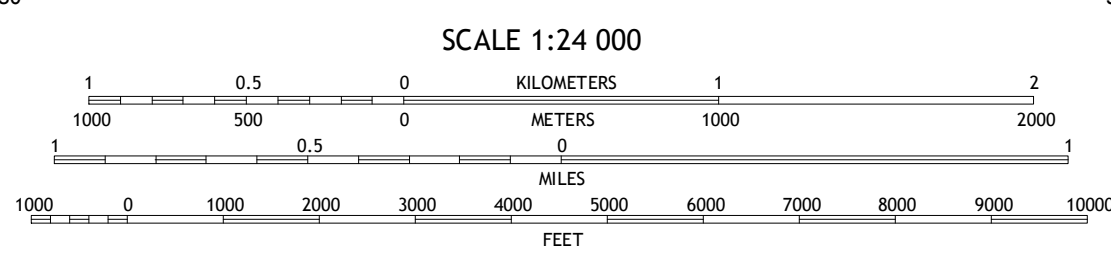 SCALE 1:24 000
1 0.5 0 KILOMETERS 1 2
1000 500 0 METERS 1000 2000
1 0.5 0 1
MILES
1000 0 1000 2000 3000 4000 5000 6000 7000 8000 9000 10000
FEET